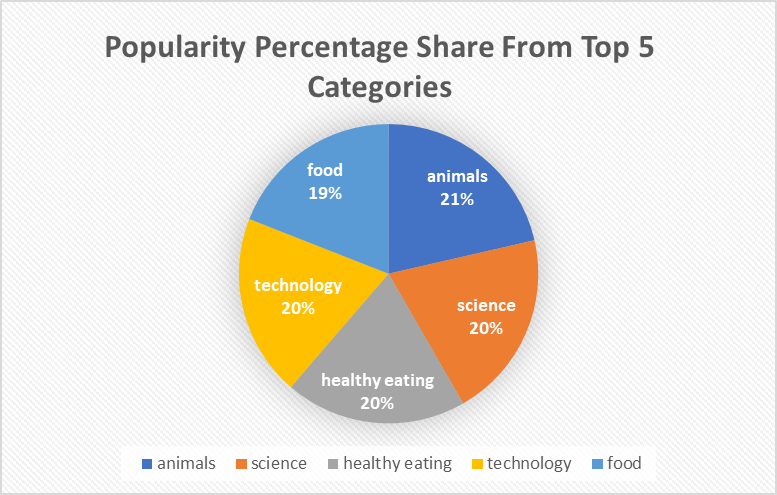 Popularity Percentage Share From Top 5
Categories
food
19%
animals
21%
technology
20%
science
20%
healthy eating
20%
animals science healthy eating technology food